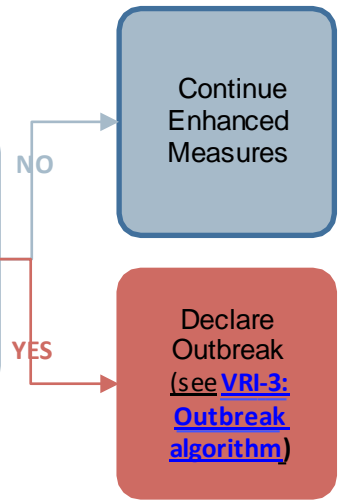 Continue
Enhanced
Measures
NO
YES
Declare
Outbreak
(see VRI-3:
Outbreak
algorithm)